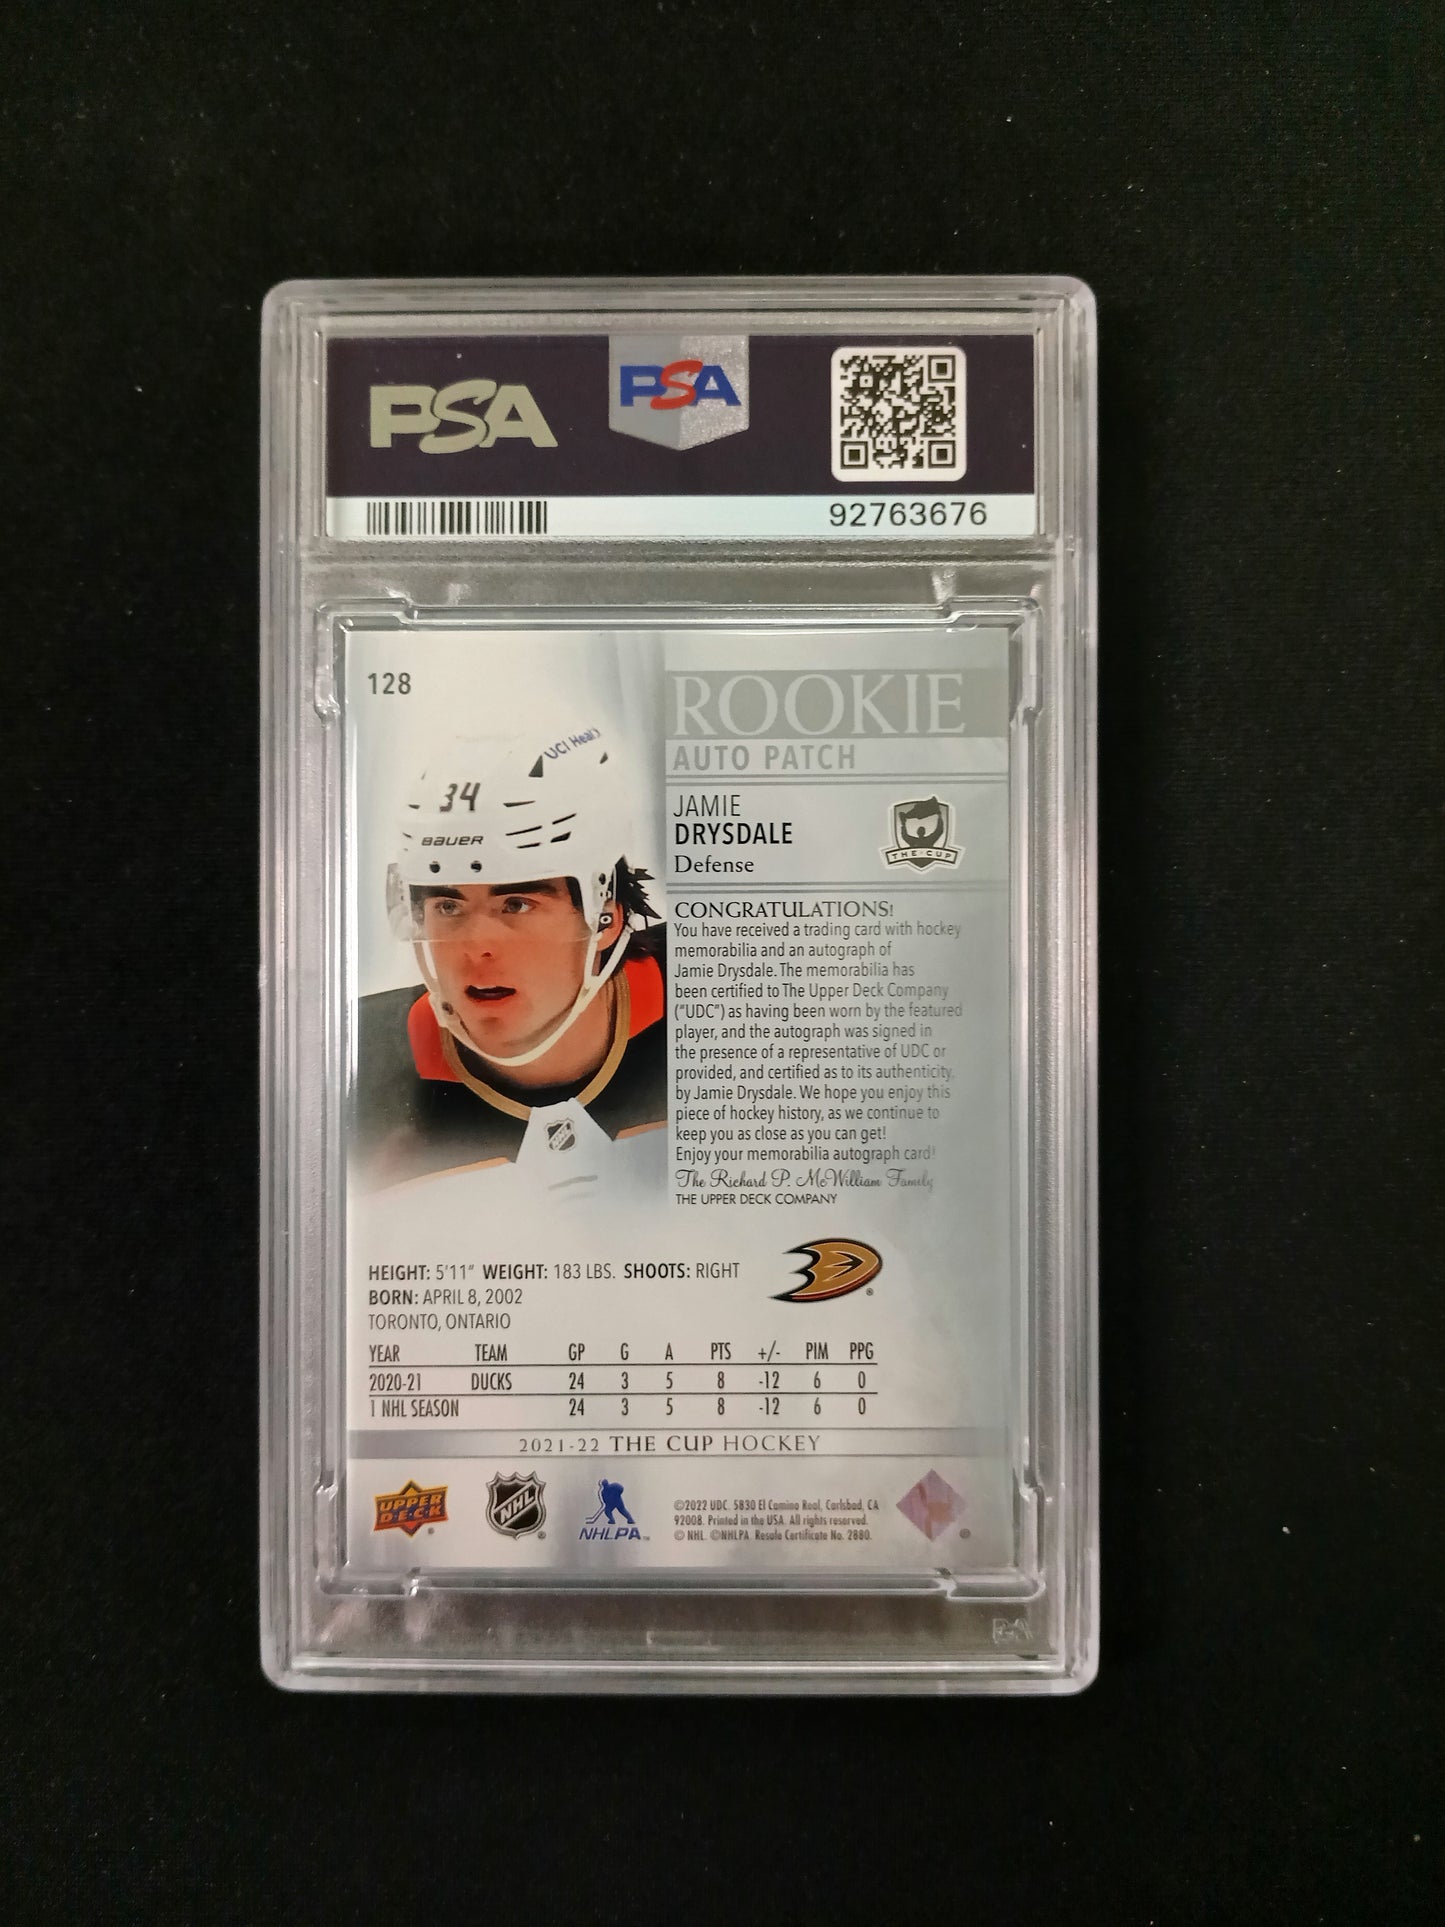 PSA
PSA
92763676
128
ROOKIE
AUTO PATCH
JAMIE
DRYSDALE
Defense
THE CUP
UCI Health
34
BAUER
CONGRATULATIONS!
You have received a trading card with hockey
memorabilia and an autograph of
Jamie Drysdale. The memorabilia has
been certified to The Upper Deck Company
("UDC") as having been worn by the featured
player, and the autograph was signed in
the presence of a representative of UDC or
provided, and certified as to its authenticity,
by Jamie Drysdale. We hope you enjoy this
piece of hockey history, as we continue to
keep you as close as you can get!
Enjoy your memorabilia autograph card!
The Richard P. McWilliam Family
THE UPPER DECK COMPANY
NHL
HEIGHT: 5'11" WEIGHT: 183 LBS. SHOOTS: RIGHT
BORN: APRIL 8, 2002
TORONTO, ONTARIO
YEAR TEAM GP G A PTS +/- PIM PPG
2020-21 DUCKS 24 3 5 8 -12 6 0
1 NHL SEASON 24 3 5 8 -12 6 0
2021-22 THE CUP HOCKEY
UPPER DECK
NHL
NHLPA
©2022 UDC. 5830 El Camino Real, Carlsbad, CA
92008. Printed in the USA. All rights reserved.
© NHL. ©NHLPA. Resale Certificate No. 2880.
PSA